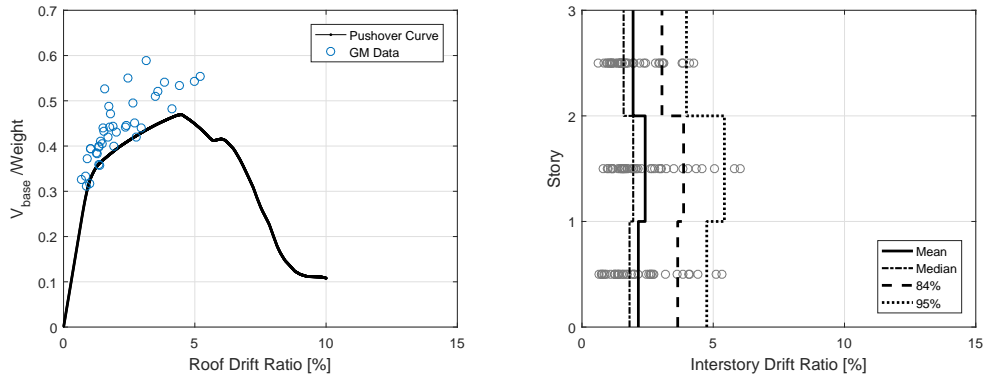 0.7
0.6
0.5
0.4
0.3
0.2
0.1
0
V_base /Weight
Pushover Curve
GM Data
0 5 10 15
Roof Drift Ratio [%]
3
2
1
0
Story
Mean
Median
84%
95%
0 5 10 15
Interstory Drift Ratio [%]